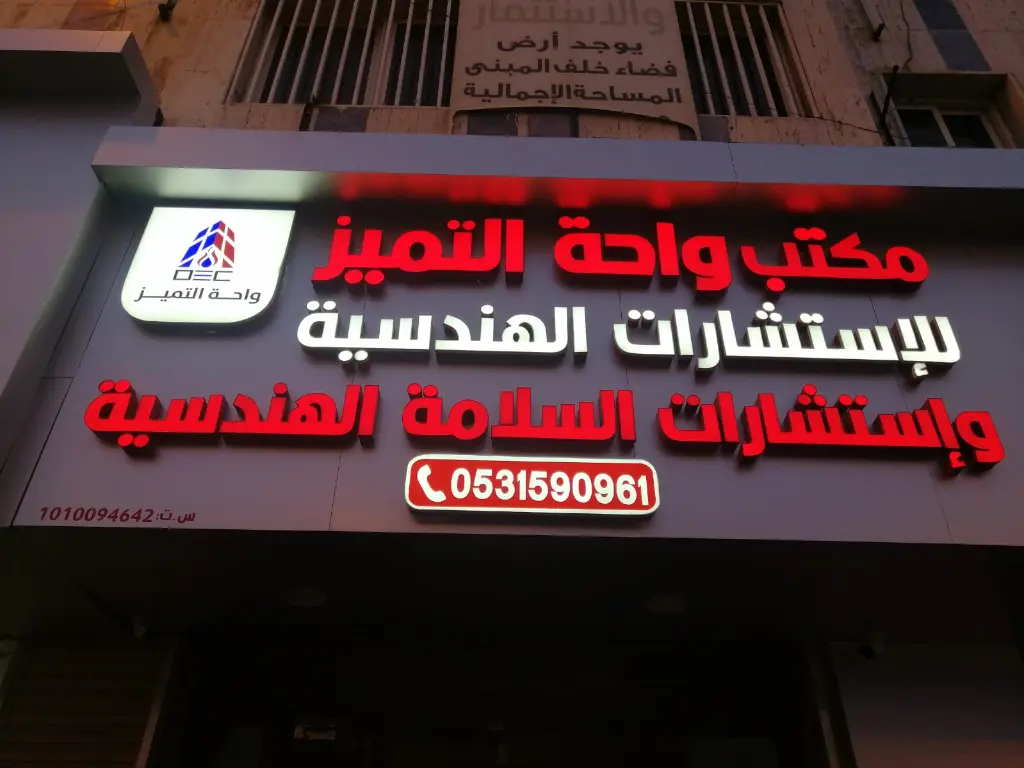 والاستثمار
يوجد أرض
فضاء خلف المبنى
المساحة الإجمالية
مكتب واحة التميز
للإستشارات الهندسية
وإستشارات السلامة الهندسية
0531590961
DEC
واحة التميز
س.ت: 1010094642